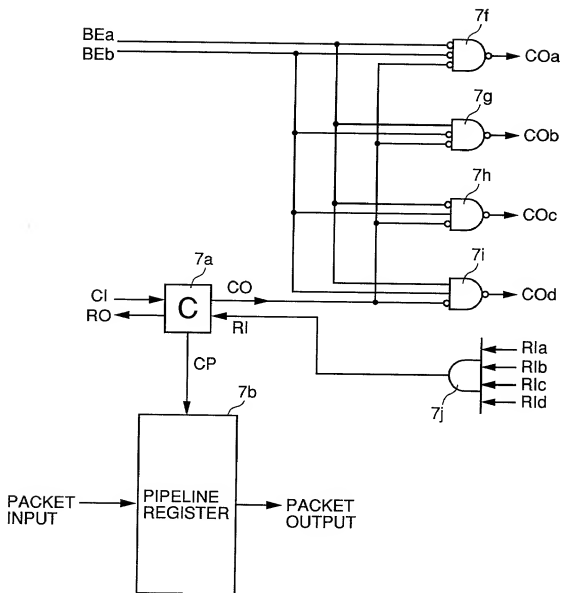 7f
BEa
BEb
COa
7g
COb
7h
COc
7i
7a
CO
COd
CI
RO
C
RI
RIa
RIb
RIc
RId
7j
CP
7b
PACKET
INPUT
PIPELINE
REGISTER
PACKET
OUTPUT